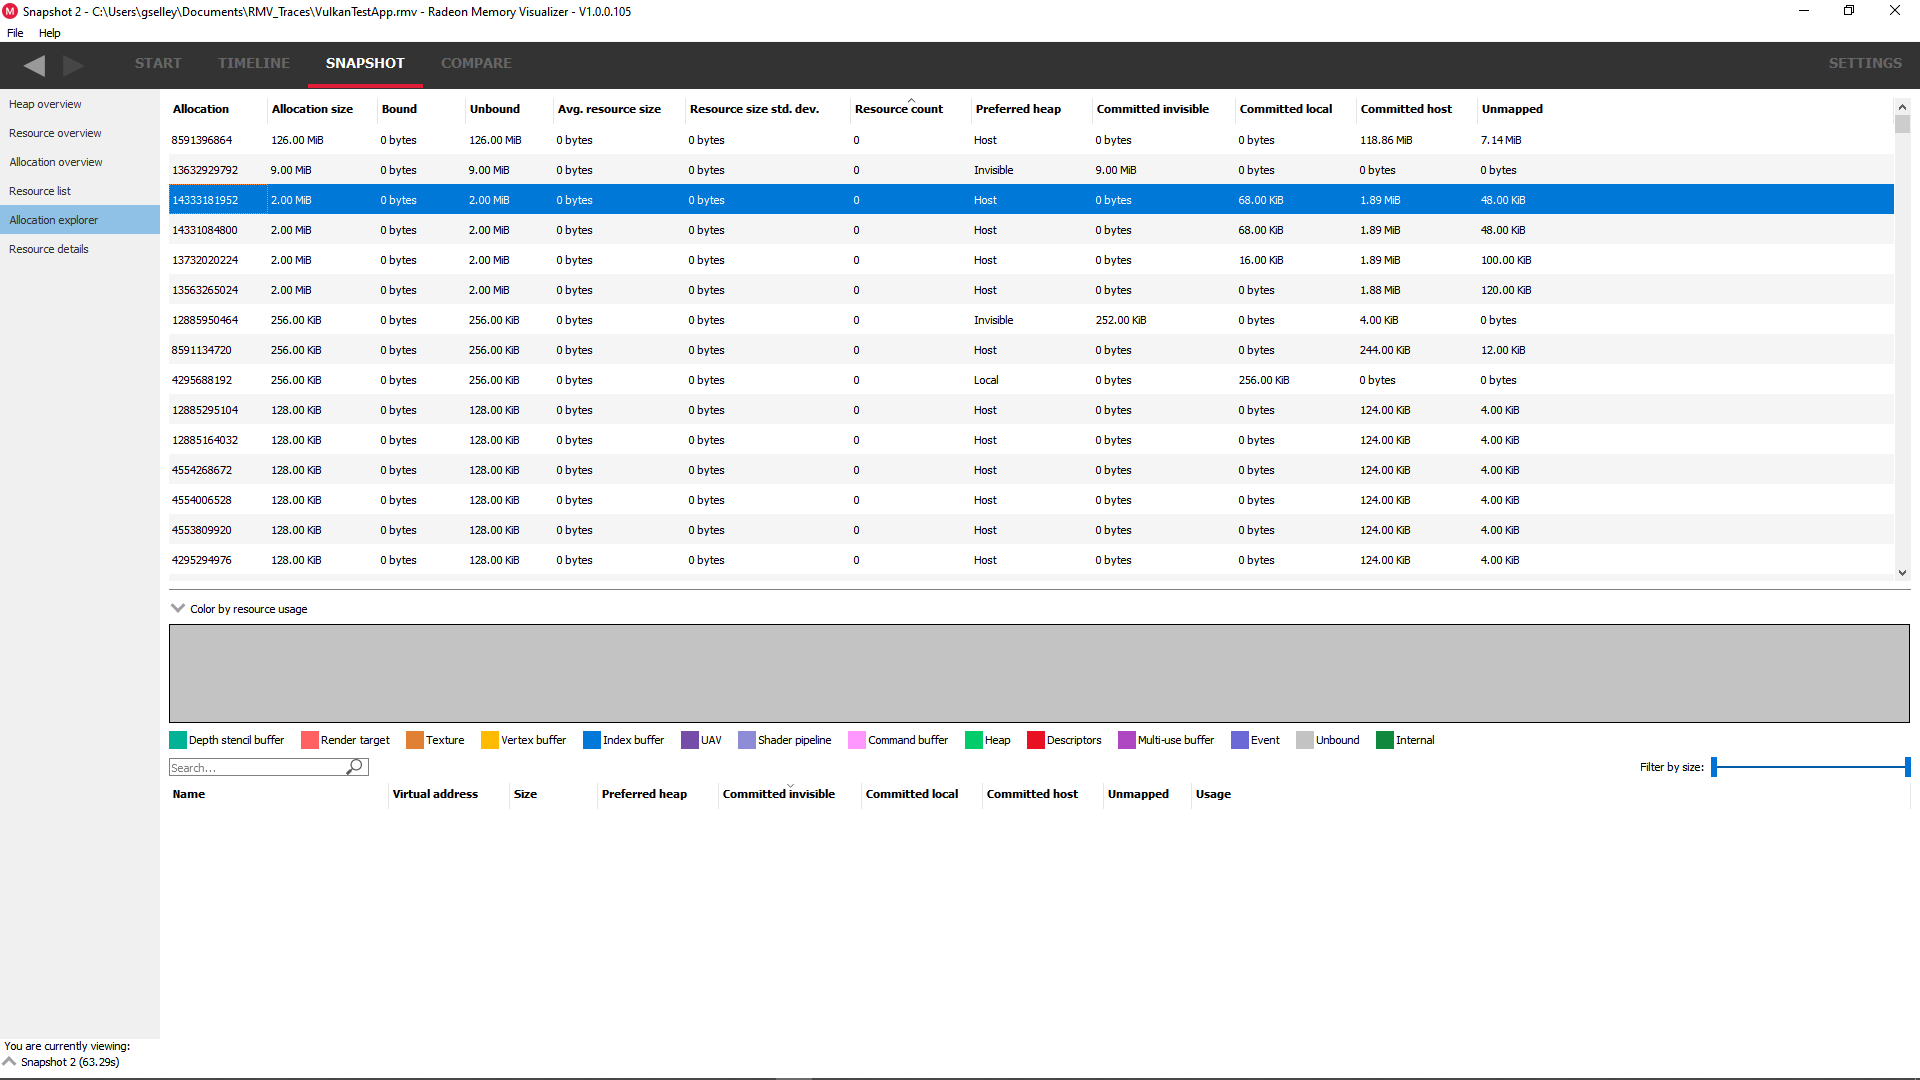 Snapshot 2 - C:\Users\gselley\Documents\RMV_Traces\VulkanTestApp.rmv - Radeon Memory Visualizer - V1.0.0.105
File Help
START TIMELINE SNAPSHOT COMPARE SETTINGS
Heap overview
Resource overview
Allocation overview
Resource list
Allocation explorer
Resource details
Allocation Allocation size Bound Unbound Avg. resource size Resource size std. dev. Resource count Preferred heap Committed invisible Committed local Committed host Unmapped
8591396864 126.00 MiB 0 bytes 126.00 MiB 0 bytes 0 bytes 0 Host 0 bytes 0 bytes 118.86 MiB 7.14 MiB
13632929792 9.00 MiB 0 bytes 9.00 MiB 0 bytes 0 bytes 0 Invisible 9.00 MiB 0 bytes 0 bytes 0 bytes
14333181952 2.00 MiB 0 bytes 2.00 MiB 0 bytes 0 bytes 0 Host 0 bytes 68.00 KiB 1.89 MiB 48.00 KiB
14331084800 2.00 MiB 0 bytes 2.00 MiB 0 bytes 0 bytes 0 Host 0 bytes 68.00 KiB 1.89 MiB 48.00 KiB
13732020224 2.00 MiB 0 bytes 2.00 MiB 0 bytes 0 bytes 0 Host 0 bytes 16.00 KiB 1.89 MiB 100.00 KiB
13563265024 2.00 MiB 0 bytes 2.00 MiB 0 bytes 0 bytes 0 Host 0 bytes 0 bytes 1.88 MiB 120.00 KiB
12885950464 256.00 KiB 0 bytes 256.00 KiB 0 bytes 0 bytes 0 Invisible 252.00 KiB 0 bytes 4.00 KiB 0 bytes
8591134720 256.00 KiB 0 bytes 256.00 KiB 0 bytes 0 bytes 0 Host 0 bytes 0 bytes 244.00 KiB 12.00 KiB
4295688192 256.00 KiB 0 bytes 256.00 KiB 0 bytes 0 bytes 0 Local 0 bytes 256.00 KiB 0 bytes 0 bytes
12885295104 128.00 KiB 0 bytes 128.00 KiB 0 bytes 0 bytes 0 Host 0 bytes 0 bytes 124.00 KiB 4.00 KiB
12885164032 128.00 KiB 0 bytes 128.00 KiB 0 bytes 0 bytes 0 Host 0 bytes 0 bytes 124.00 KiB 4.00 KiB
4554268672 128.00 KiB 0 bytes 128.00 KiB 0 bytes 0 bytes 0 Host 0 bytes 0 bytes 124.00 KiB 4.00 KiB
4554006528 128.00 KiB 0 bytes 128.00 KiB 0 bytes 0 bytes 0 Host 0 bytes 0 bytes 124.00 KiB 4.00 KiB
4553809920 128.00 KiB 0 bytes 128.00 KiB 0 bytes 0 bytes 0 Host 0 bytes 0 bytes 124.00 KiB 4.00 KiB
4295294976 128.00 KiB 0 bytes 128.00 KiB 0 bytes 0 bytes 0 Host 0 bytes 0 bytes 124.00 KiB 4.00 KiB
Color by resource usage
Depth stencil buffer Render target Texture Vertex buffer Index buffer UAV Shader pipeline Command buffer Heap Descriptors Multi-use buffer Event Unbound Internal
Search... Filter by size:
Name Virtual address Size Preferred heap Committed invisible Committed local Committed host Unmapped Usage
You are currently viewing:
Snapshot 2 (63.29s)